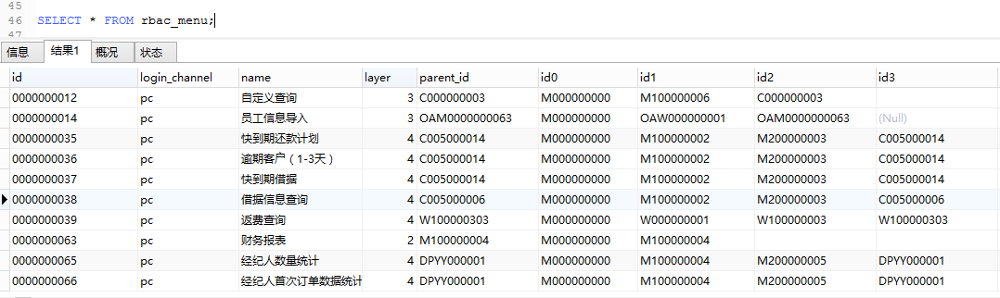 45
46 SELECT * FROM rbac_menu;
47
信息 结果1 概况 状态
id login_channel name layer parent_id id0 id1 id2 id3
0000000012 pc 自定义查询 3 C000000003 M000000000 M100000006 C000000003
0000000014 pc 员工信息导入 3 OAM0000000063 M000000000 OAW000000001 OAM0000000063 (Null)
0000000035 pc 快到期还款计划 4 C005000014 M000000000 M100000002 M200000003 C005000014
0000000036 pc 逾期客户（1-3天） 4 C005000014 M000000000 M100000002 M200000003 C005000014
0000000037 pc 快到期借据 4 C005000014 M000000000 M100000002 M200000003 C005000014
0000000038 pc 借据信息查询 4 C005000006 M000000000 M100000002 M200000003 C005000006
0000000039 pc 返费查询 4 W100000303 M000000000 W000000001 W100000003 W100000303
0000000063 pc 财务报表 2 M100000004 M000000000 M100000004
0000000065 pc 经纪人数量统计 4 DPYY000001 M000000000 M100000004 M200000005 DPYY000001
0000000066 pc 经纪人首次订单数据统计 4 DPYY000001 M000000000 M100000004 M200000005 DPYY000001